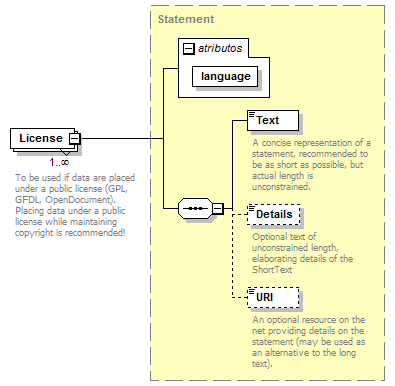 Statement
atributos
language
License
1..∞
To be used if data are placed
under a public license (GPL,
GFDL, OpenDocument).
Placing data under a public
license while maintaining
copyright is recommended!
Text
A concise representation of a
statement, recommended to
be as short as possible, but
actual length is
unconstrained.
Details
Optional text of
unconstrained length,
elaborating details of the
ShortText
URI
An optional resource on the
net providing details on the
statement (may be used as
an alternative to the long
text).